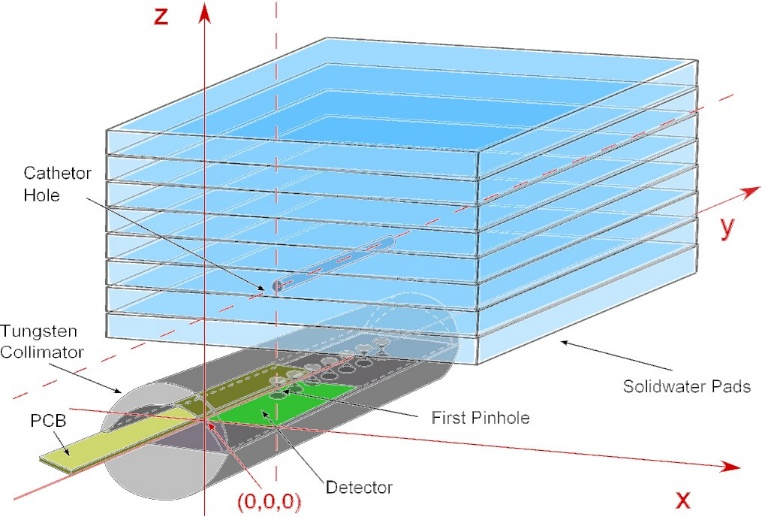 z
Cathetor
Hole
y
Tungsten
Collimator
Solidwater Pads
PCB
First Pinhole
Detector
(0,0,0)
x